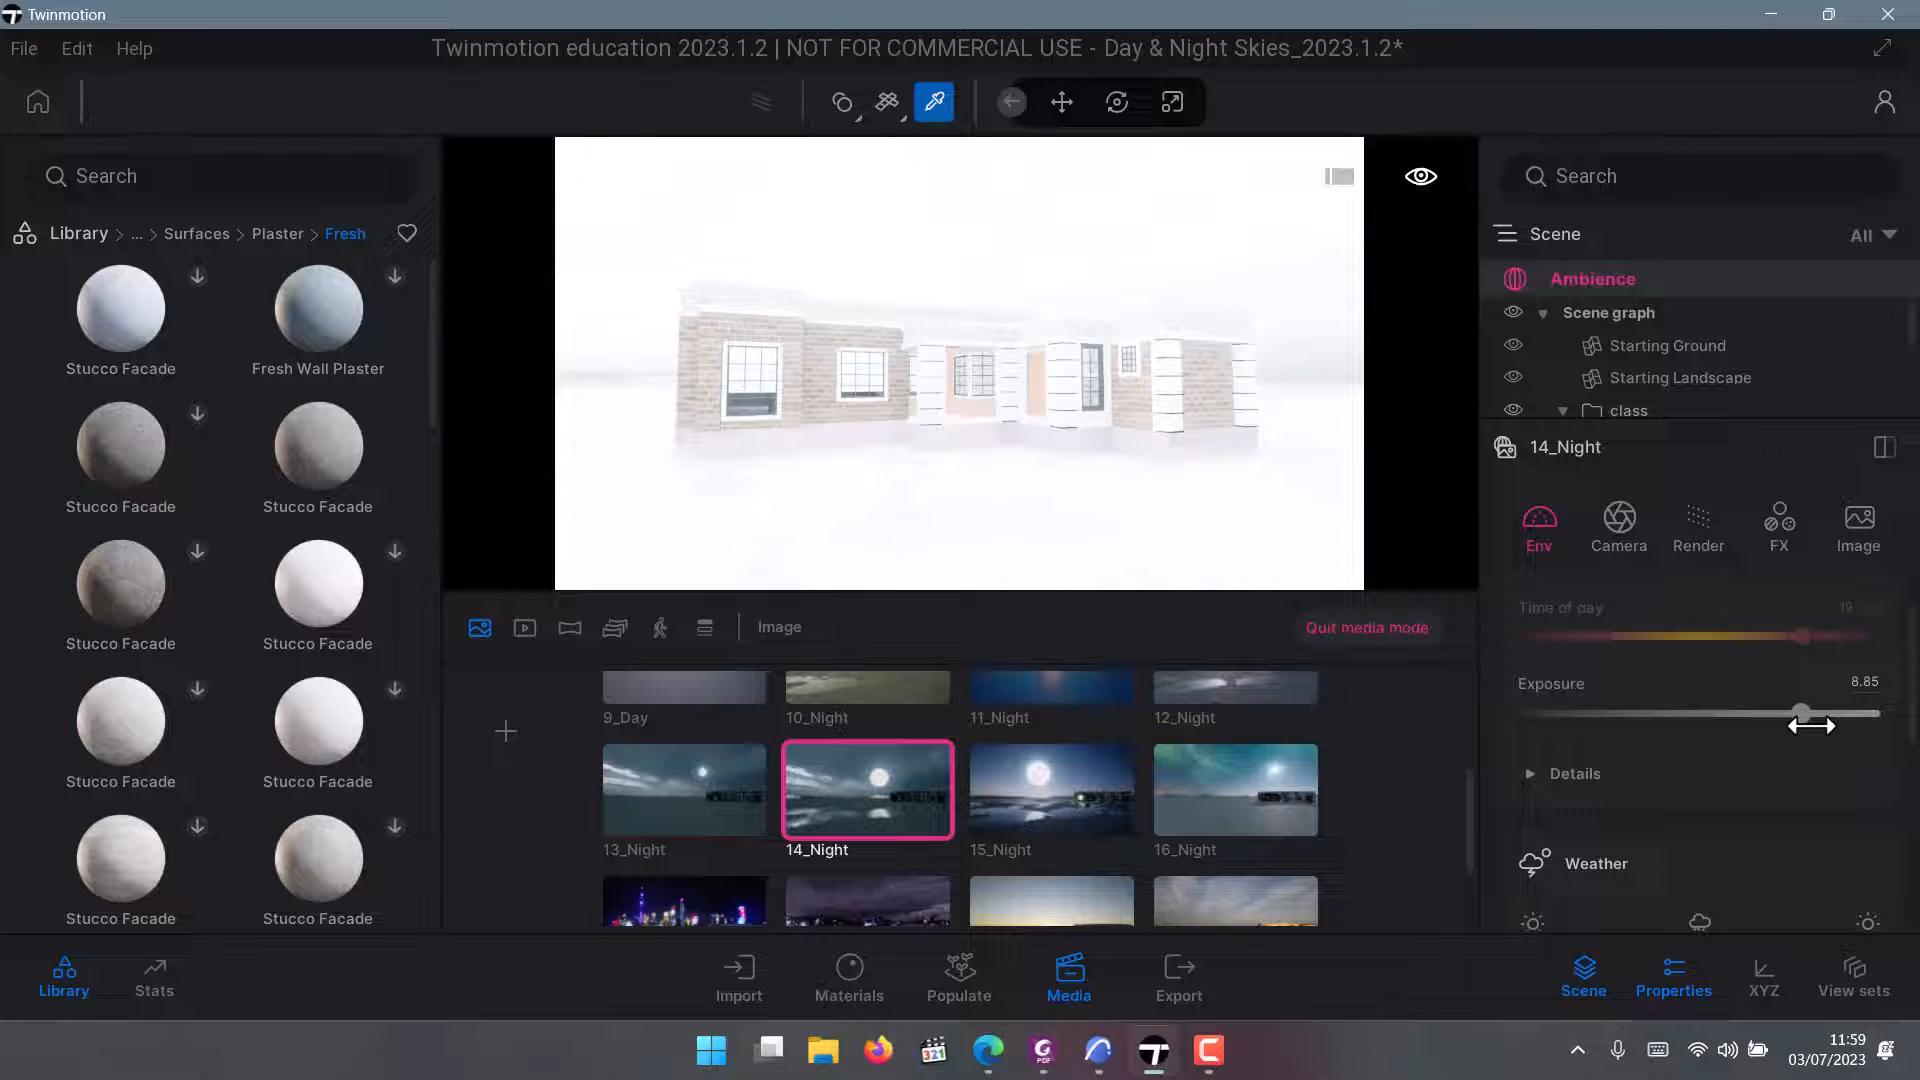 Twinmotion
File Edit Help
Twinmotion education 2023.1.2 | NOT FOR COMMERCIAL USE - Day & Night Skies_2023.1.2*
Search
Library > ... > Surfaces > Plaster > Fresh
Stucco Facade
Fresh Wall Plaster
Stucco Facade
Stucco Facade
Stucco Facade
Stucco Facade
Stucco Facade
Stucco Facade
Stucco Facade
Stucco Facade
Image
Quit media mode
9_Day
10_Night
11_Night
12_Night
13_Night
14_Night
15_Night
16_Night
Search
Scene
All
Ambience
Scene graph
Starting Ground
Starting Landscape
class
14_Night
Env
Camera
Render
FX
Image
Time of day
19
Exposure
8.85
Details
Weather
Library
Stats
Import
Materials
Populate
Media
Export
Scene
Properties
XYZ
View sets
321
PDF
11:59
03/07/2023